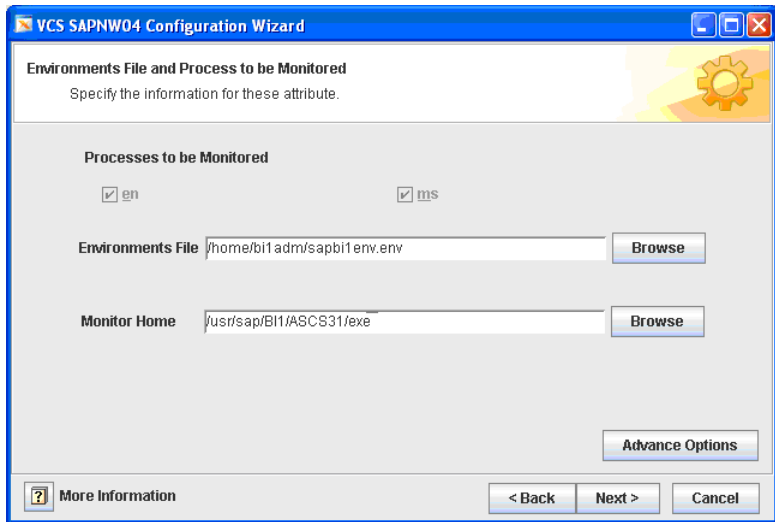 VCS SAPNW04 Configuration Wizard
Environments File and Process to be Monitored
Specify the information for these attribute.
Processes to be Monitored
en ms
Environments File /home/bi1adm/sapbi1env.env Browse
Monitor Home /usr/sap/BI1/ASCS31/exe Browse
Advance Options
? More Information < Back Next > Cancel